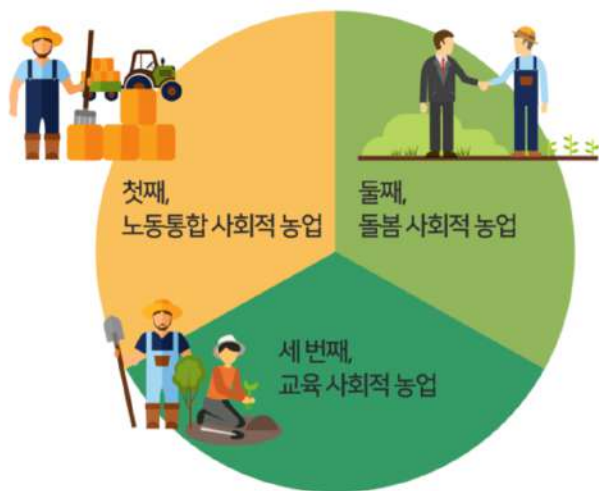 첫째,
노동통합 사회적 농업
둘째,
돌봄 사회적 농업
세 번째,
교육 사회적 농업